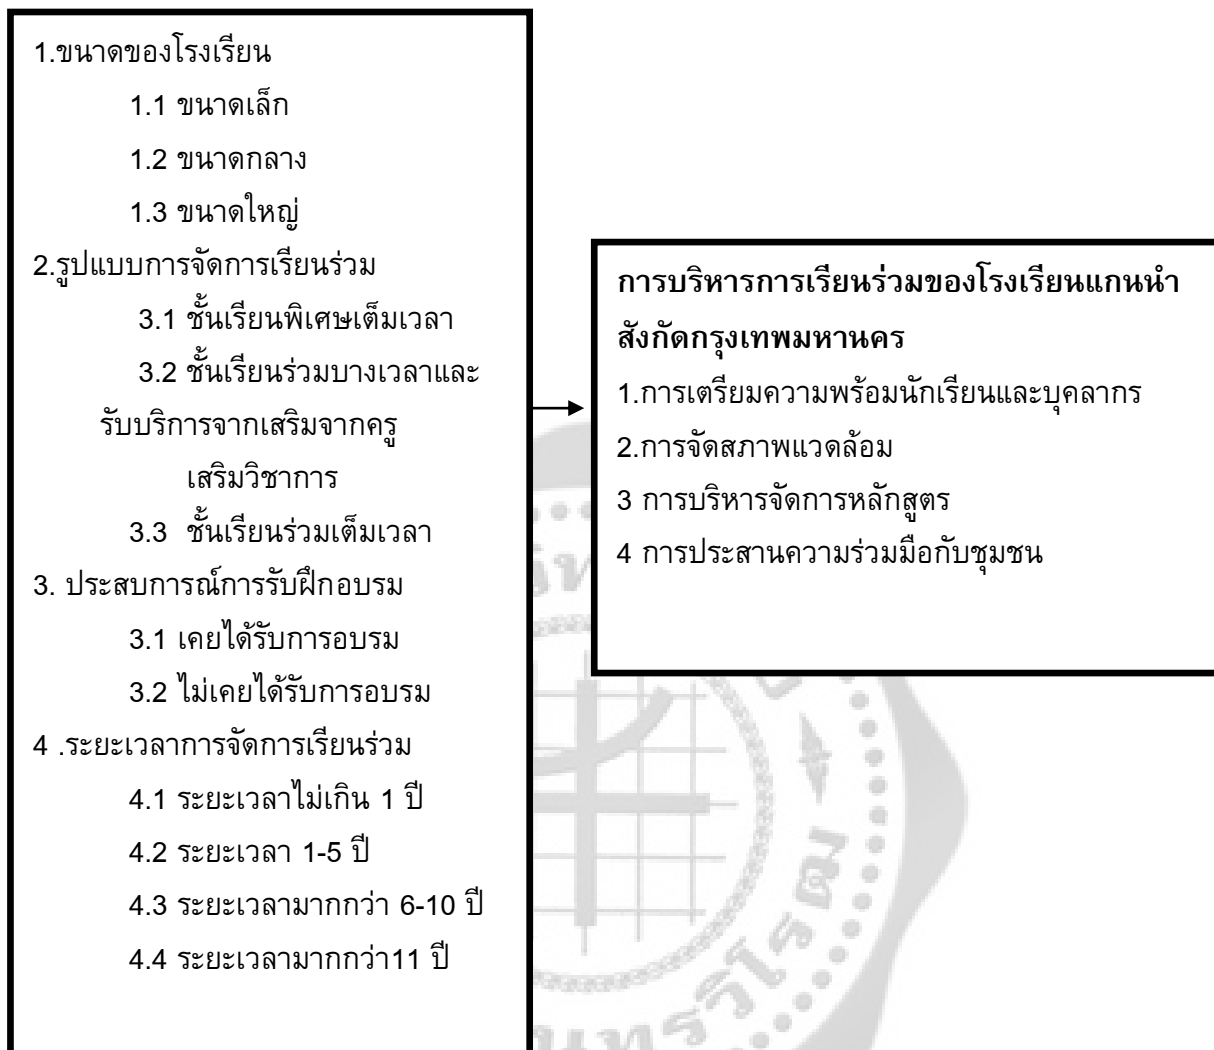 1.ขนาดของโรงเรียน
1.1 ขนาดเล็ก
1.2 ขนาดกลาง
1.3 ขนาดใหญ่
2.รูปแบบการจัดการเรียนร่วม
3.1 ชั้นเรียนพิเศษเต็มเวลา
3.2 ชั้นเรียนร่วมบางเวลาและ
รับบริการจากเสริมจากครู
เสริมวิชาการ
3.3 ชั้นเรียนร่วมเต็มเวลา
3. ประสบการณ์การรับฝึกอบรม
3.1 เคยได้รับการอบรม
3.2 ไม่เคยได้รับการอบรม
4 .ระยะเวลาการจัดการเรียนร่วม
4.1 ระยะเวลาไม่เกิน 1 ปี
4.2 ระยะเวลา 1-5 ปี
4.3 ระยะเวลามากกว่า 6-10 ปี
4.4 ระยะเวลามากกว่า11 ปี
การบริหารการเรียนร่วมของโรงเรียนแกนนำ
สังกัดกรุงเทพมหานคร
1.การเตรียมความพร้อมนักเรียนและบุคลากร
2.การจัดสภาพแวดล้อม
3 การบริหารจัดการหลักสูตร
4 การประสานความร่วมมือกับชุมชน